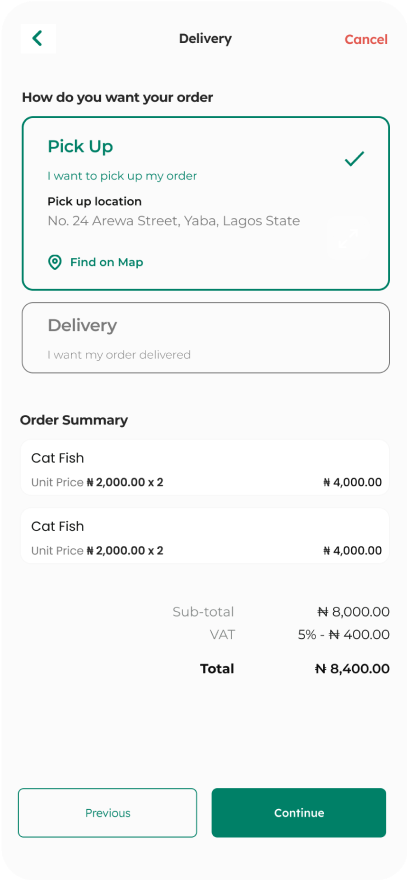 Delivery Cancel
How do you want your order
Pick Up
I want to pick up my order
Pick up location
No. 24 Arewa Street, Yaba, Lagos State
Find on Map
Delivery
I want my order delivered
Order Summary
Cat Fish
Unit Price ₦ 2,000.00 x 2 ₦ 4,000.00
Cat Fish
Unit Price ₦ 2,000.00 x 2 ₦ 4,000.00
Sub-total ₦ 8,000.00
VAT 5% - ₦ 400.00
Total ₦ 8,400.00
Previous Continue